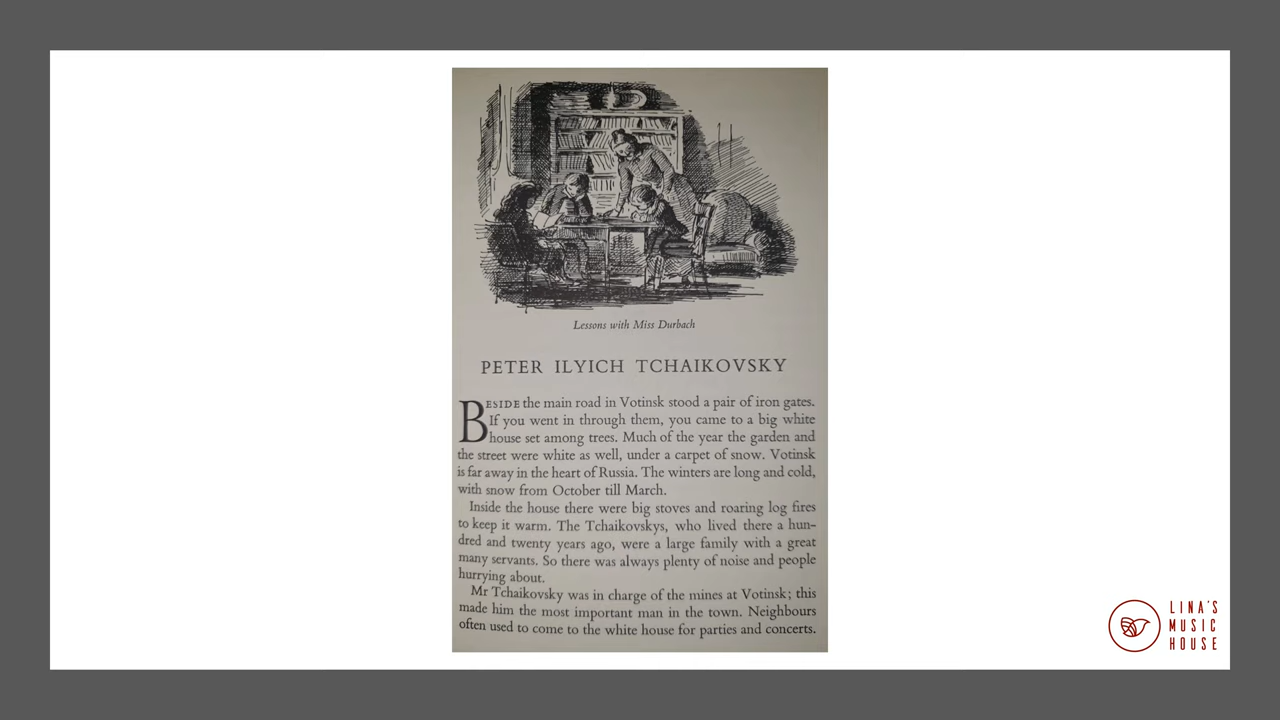 Lessons with Miss Durbach
PETER ILYICH TCHAIKOVSKY
BESIDE the main road in Votinsk stood a pair of iron gates.
If you went in through them, you came to a big white
house set among trees. Much of the year the garden and
the street were white as well, under a carpet of snow. Votinsk
is far away in the heart of Russia. The winters are long and cold,
with snow from October till March.
Inside the house there were big stoves and roaring log fires
to keep it warm. The Tchaikovskys, who lived there a hun-
dred and twenty years ago, were a large family with a great
many servants. So there was always plenty of noise and people
hurrying about.
Mr Tchaikovsky was in charge of the mines at Votinsk; this
made him the most important man in the town. Neighbours
often used to come to the white house for parties and concerts.
LINA'S
MUSIC
HOUSE